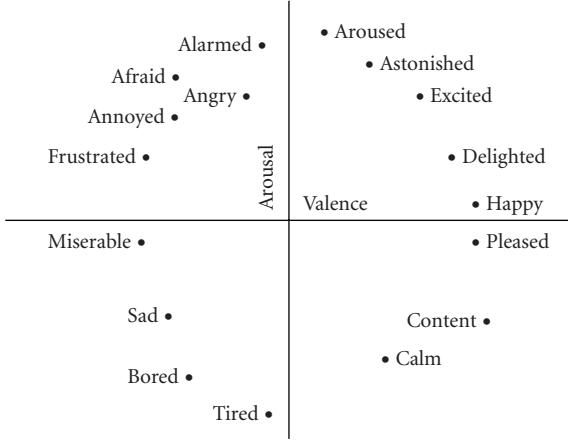 Aroused
Alarmed
Astonished
Afraid
Angry
Excited
Annoyed
Frustrated
Delighted
Arousal
Valence
Happy
Miserable
Pleased
Sad
Content
Calm
Bored
Tired